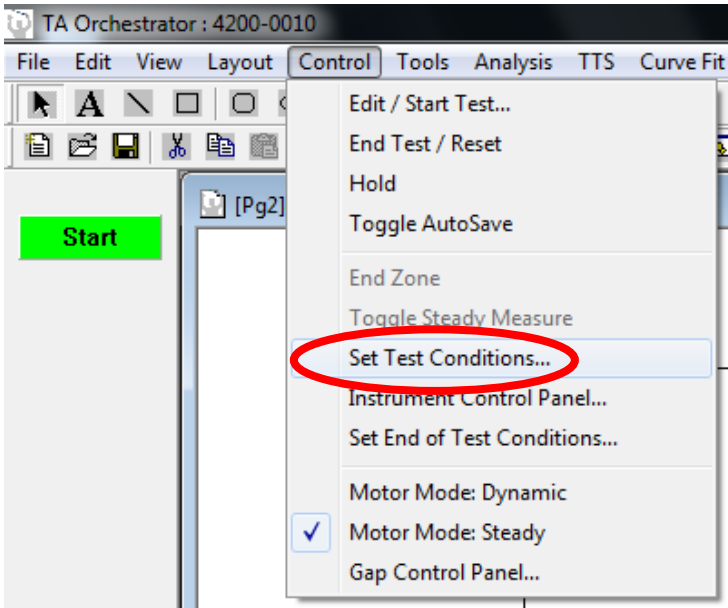 TA Orchestrator : 4200-0010
File Edit View Layout Control Tools Analysis TTS Curve Fit
A
Edit / Start Test...
End Test / Reset
Hold
Toggle AutoSave
[Pg2]
Start
End Zone
Toggle Steady Measure
Set Test Conditions...
Instrument Control Panel...
Set End of Test Conditions...
Motor Mode: Dynamic
Motor Mode: Steady
Gap Control Panel...